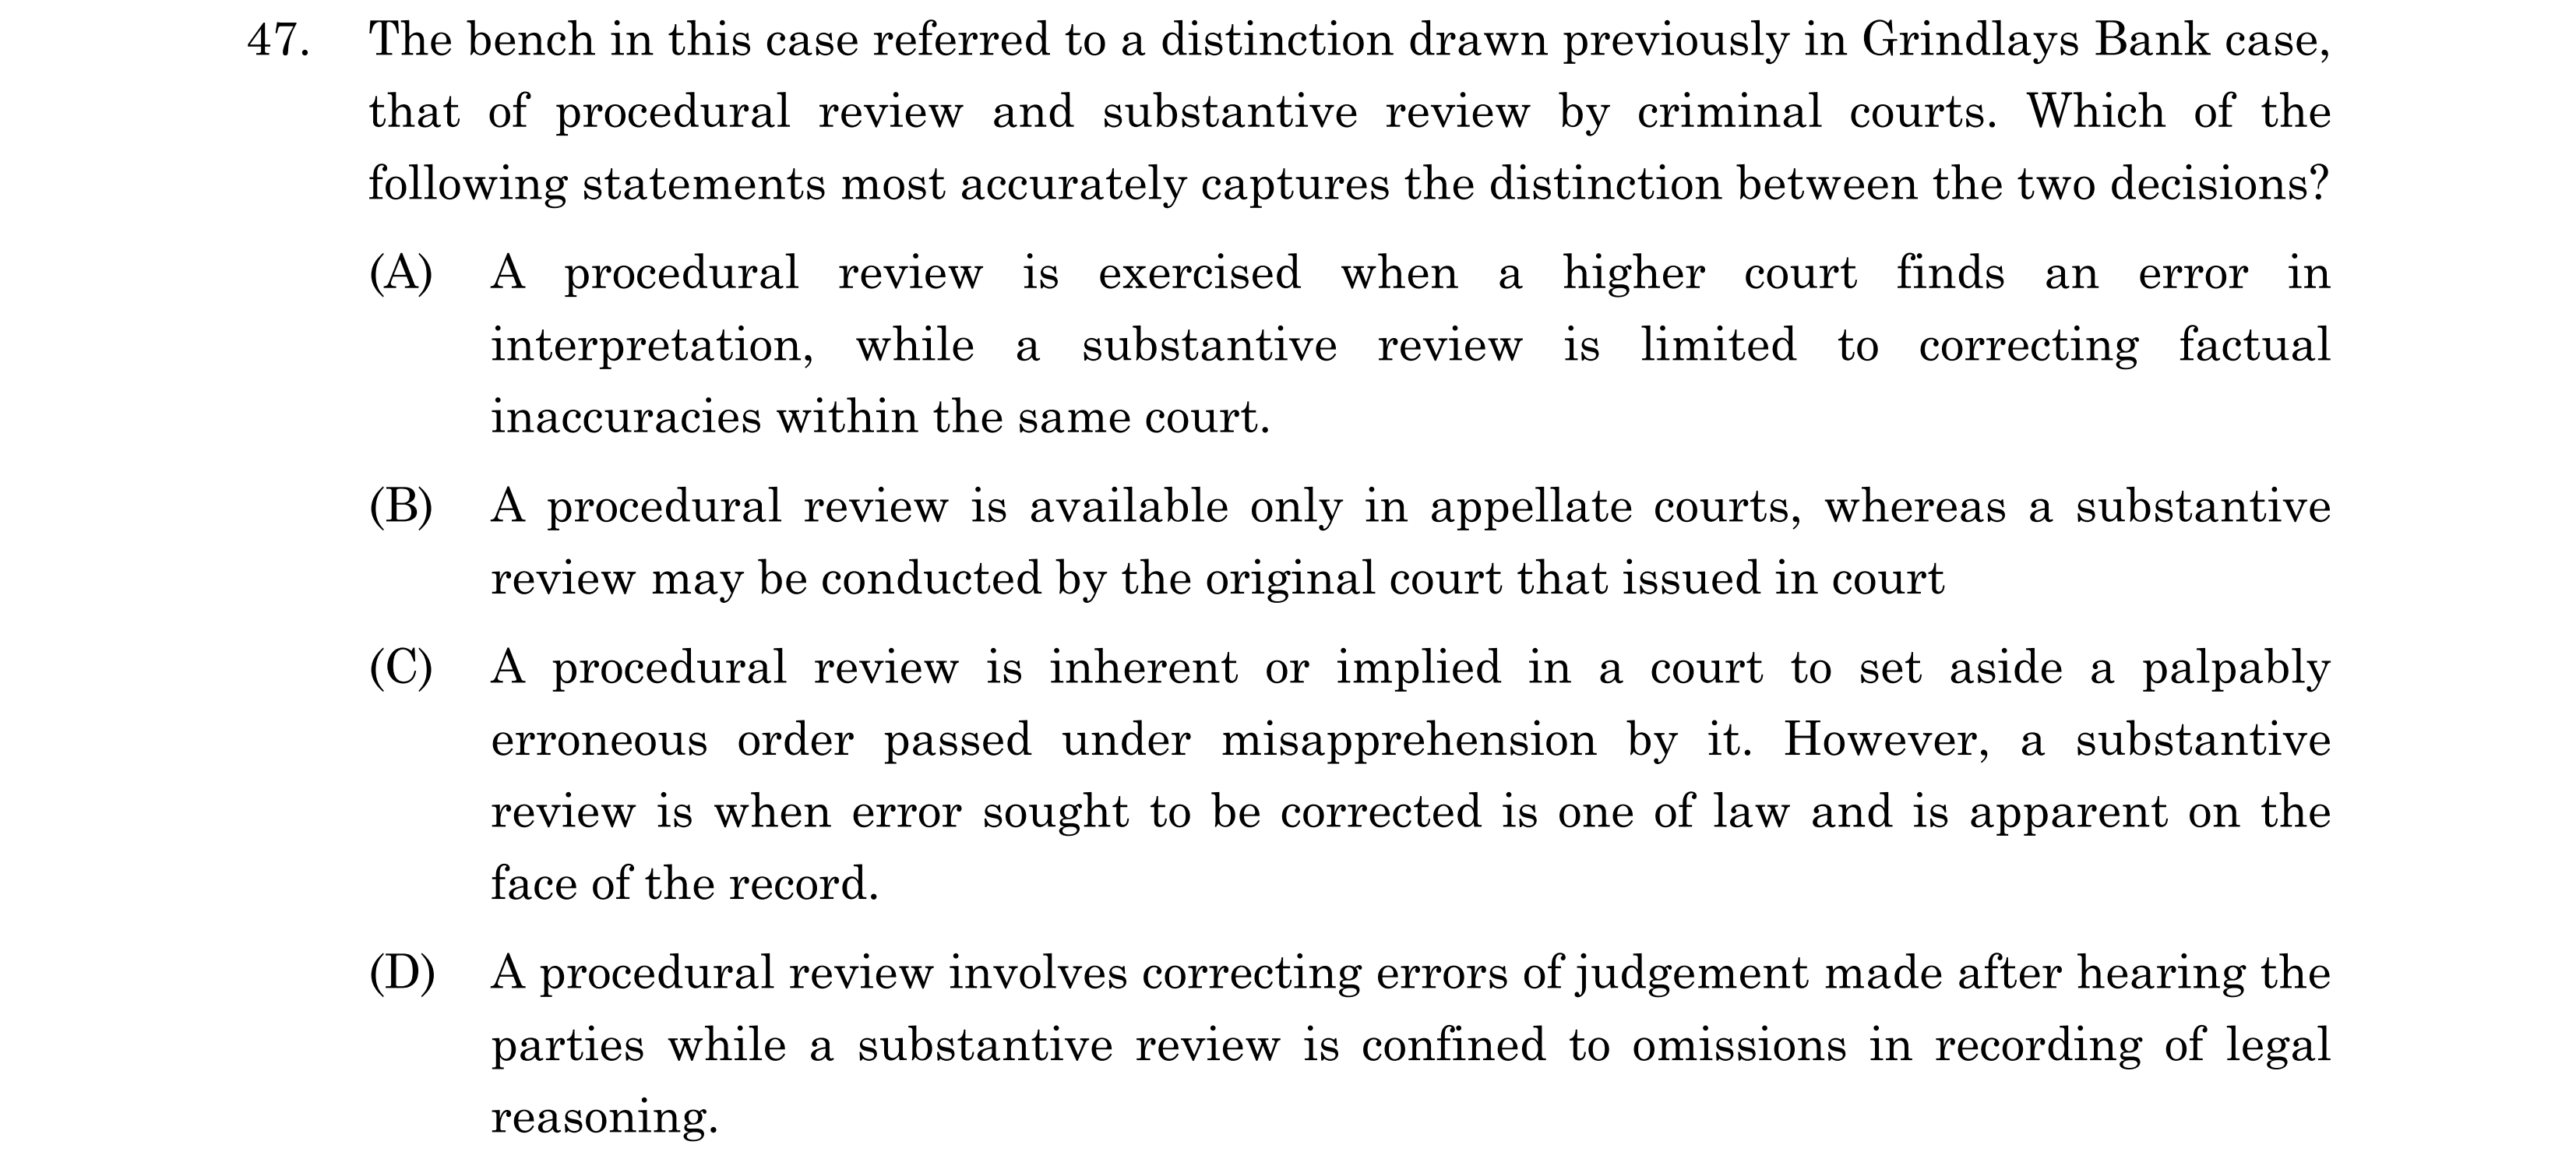 47. The bench in this case referred to a distinction drawn previously in Grindlays Bank case,
that of procedural review and substantive review by criminal courts. Which of the
following statements most accurately captures the distinction between the two decisions?
(A) A procedural review is exercised when a higher court finds an error in
interpretation, while a substantive review is limited to correcting factual
inaccuracies within the same court.
(B) A procedural review is available only in appellate courts, whereas a substantive
review may be conducted by the original court that issued in court
(C) A procedural review is inherent or implied in a court to set aside a palpably
erroneous order passed under misapprehension by it. However, a substantive
review is when error sought to be corrected is one of law and is apparent on the
face of the record.
(D) A procedural review involves correcting errors of judgement made after hearing the
parties while a substantive review is confined to omissions in recording of legal
reasoning.